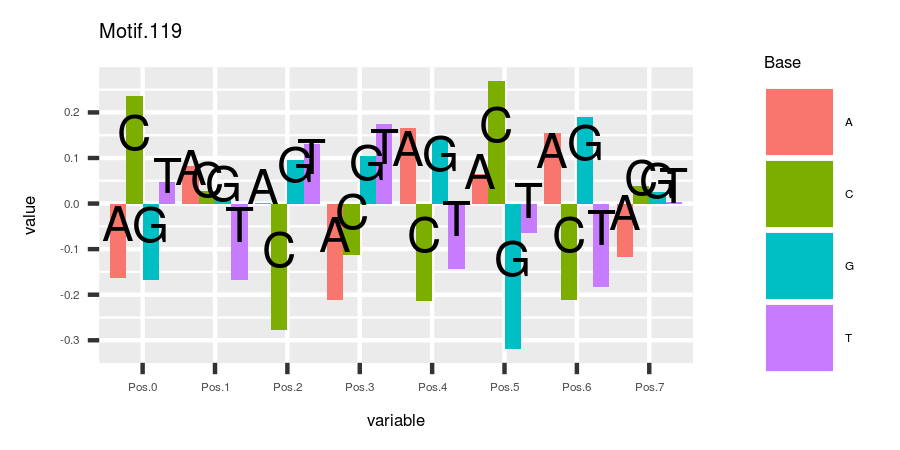 Motif.119
Base
A
C
G
T
value
0.2
0.1
0.0
-0.1
-0.2
-0.3
A C G T
A C G T
A C G T
A C G T
A C G T
A C G T
A C G T
A C G T
Pos.0 Pos.1 Pos.2 Pos.3 Pos.4 Pos.5 Pos.6 Pos.7
variable